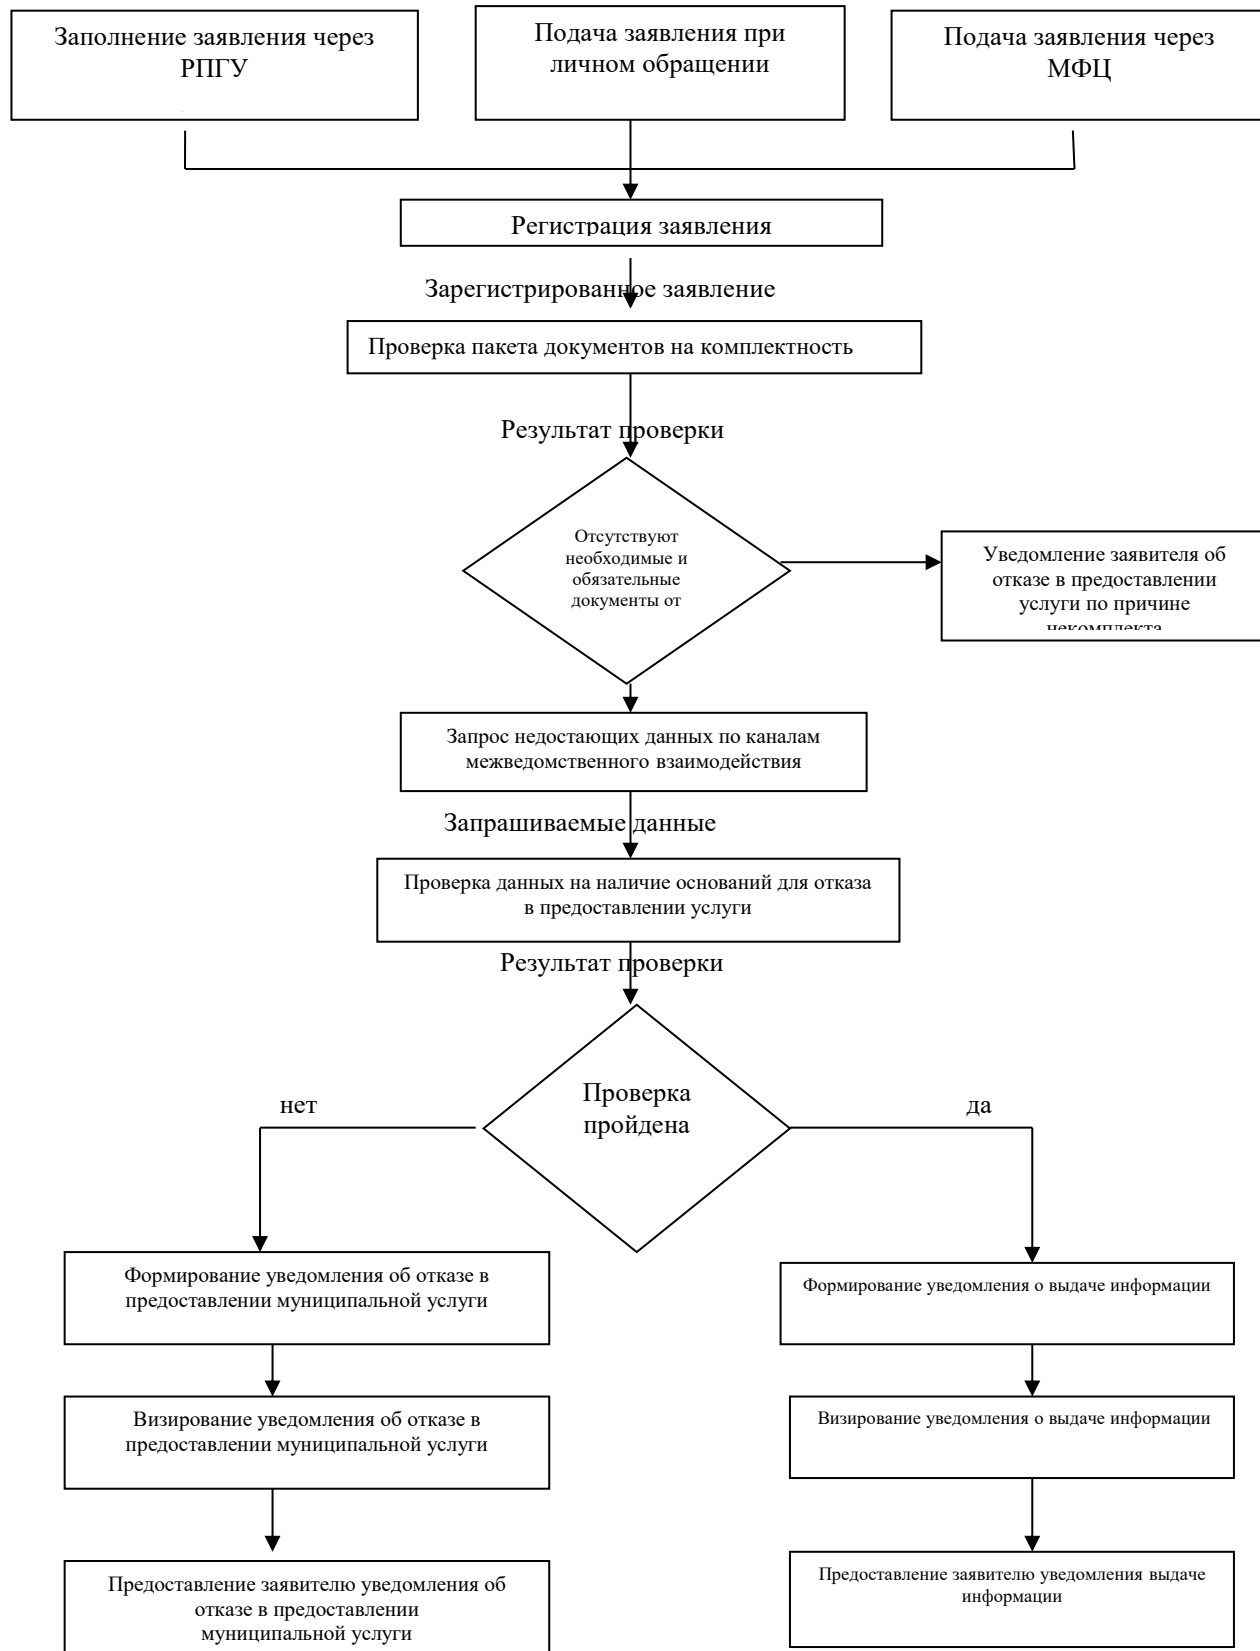 Заполнение заявления через
РПГУ
Подача заявления при
личном обращении
Подача заявления через
МФЦ
Регистрация заявления
Зарегистрированное заявление
Проверка пакета документов на комплектность
Результат проверки
Отсутствуют
необходимые и
обязательные
документы от
Уведомление заявителя об
отказе в предоставлении
услуги по причине
некомплекта
Запрос недостающих данных по каналам
межведомственного взаимодействия
Запрашиваемые данные
Проверка данных на наличие оснований для отказа
в предоставлении услуги
Результат проверки
Проверка
пройдена
нет
да
Формирование уведомления об отказе в
предоставлении муниципальной услуги
Формирование уведомления о выдаче информации
Визирование уведомления об отказе в
предоставлении муниципальной услуги
Визирование уведомления о выдаче информации
Предоставление заявителю уведомления об
отказе в предоставлении
муниципальной услуги
Предоставление заявителю уведомления выдаче
информации